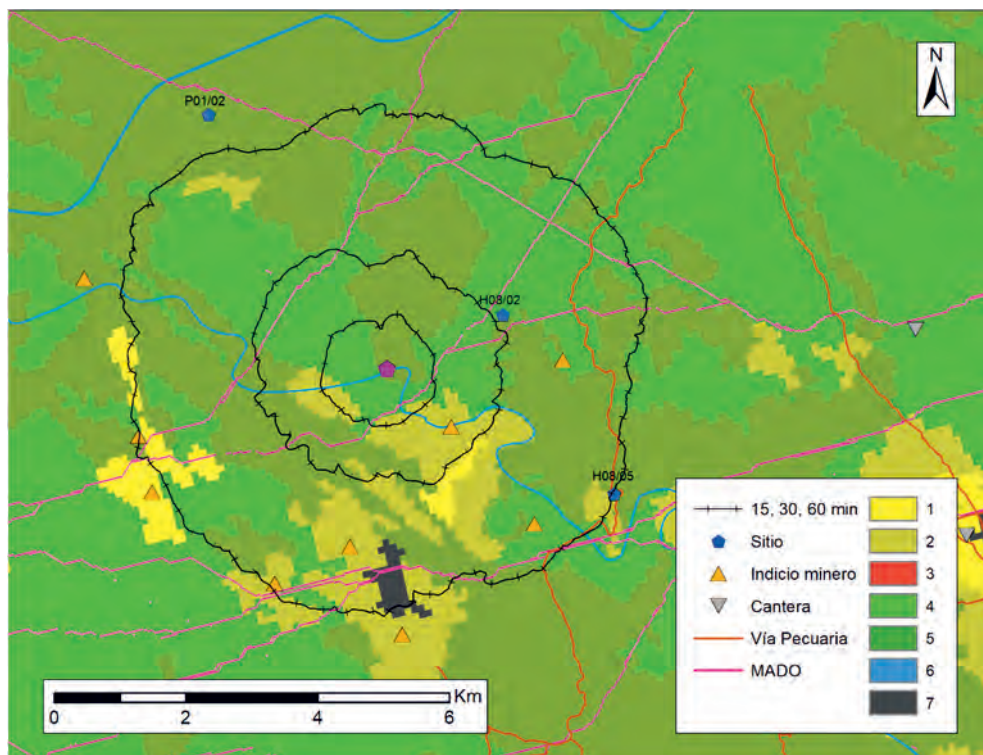 N
P01/02
H08/02
H08/05
15, 30, 60 min
Sitio
Indicio minero
Cantera
Vía Pecuaria
MADO
1
2
3
4
5
6
7
Km
0 2 4 6